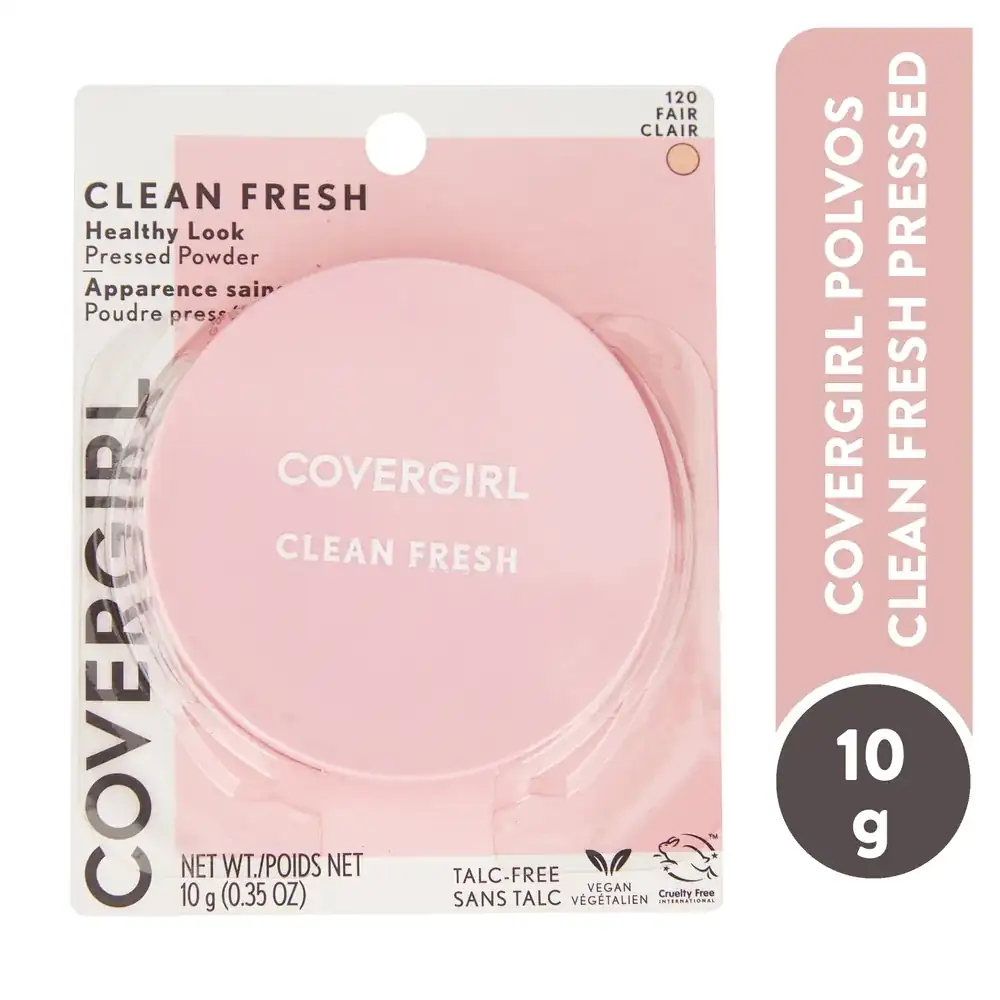 120
FAIR
CLAIR
CLEAN FRESH
Healthy Look
Pressed Powder
Apparence
Poudre
COVERGIRL
COVERGIRL
CLEAN FRESH
NET WT./POIDS NET
10 g (0.35 OZ)
TALC-FREE
SANS TALC
VEGAN
VÉGÉTALIEN
TM
Cruelty Free
INTERNATIONAL
COVERGIRL POLVOS
CLEAN FRESH PRESSED
10
g